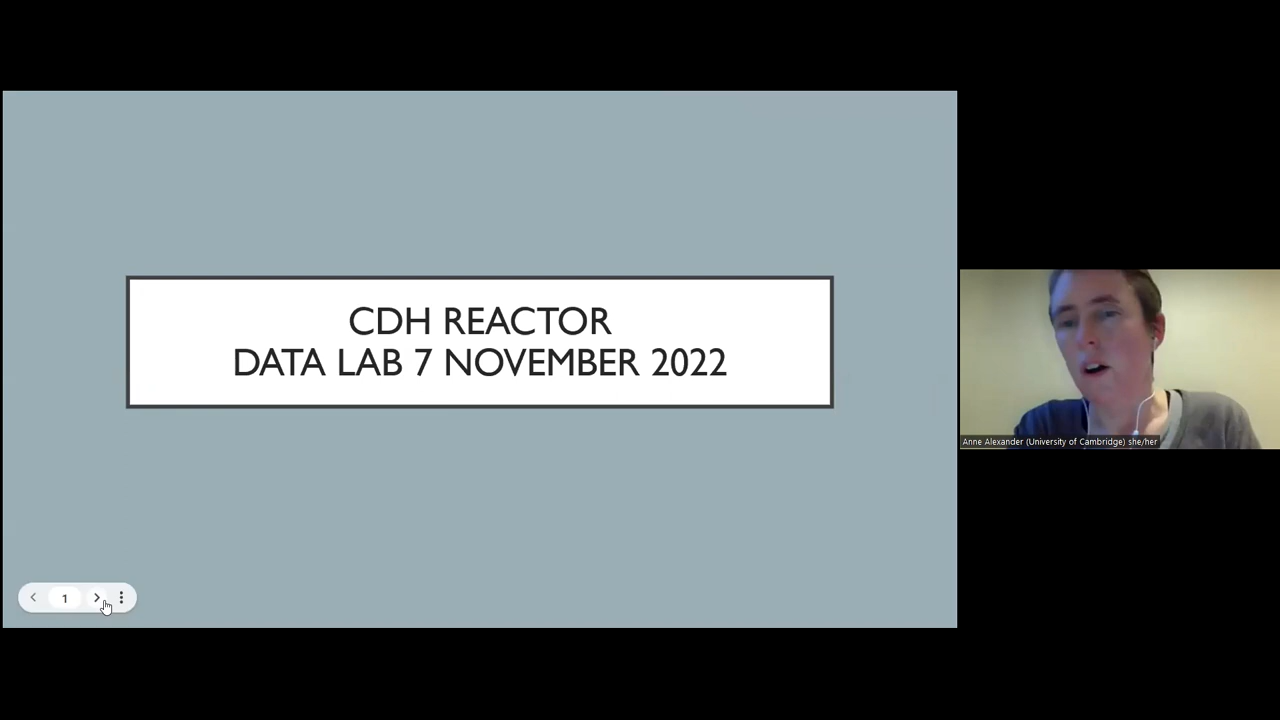 CDH REACTOR
DATA LAB 7 NOVEMBER 2022
Anne Alexander (University of Cambridge) she/her
1